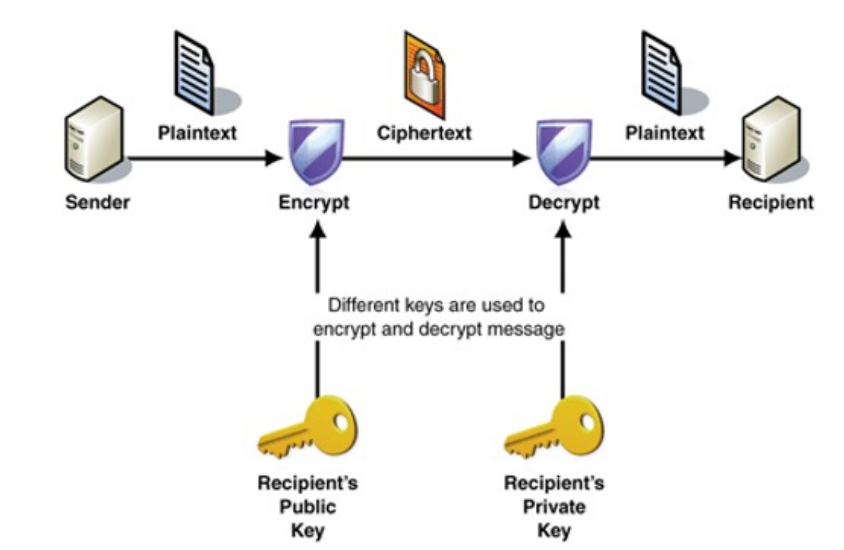 Plaintext
Ciphertext
Plaintext
Sender
Encrypt
Decrypt
Recipient
Different keys are used to
encrypt and decrypt message
Recipient's
Public
Key
Recipient's
Private
Key